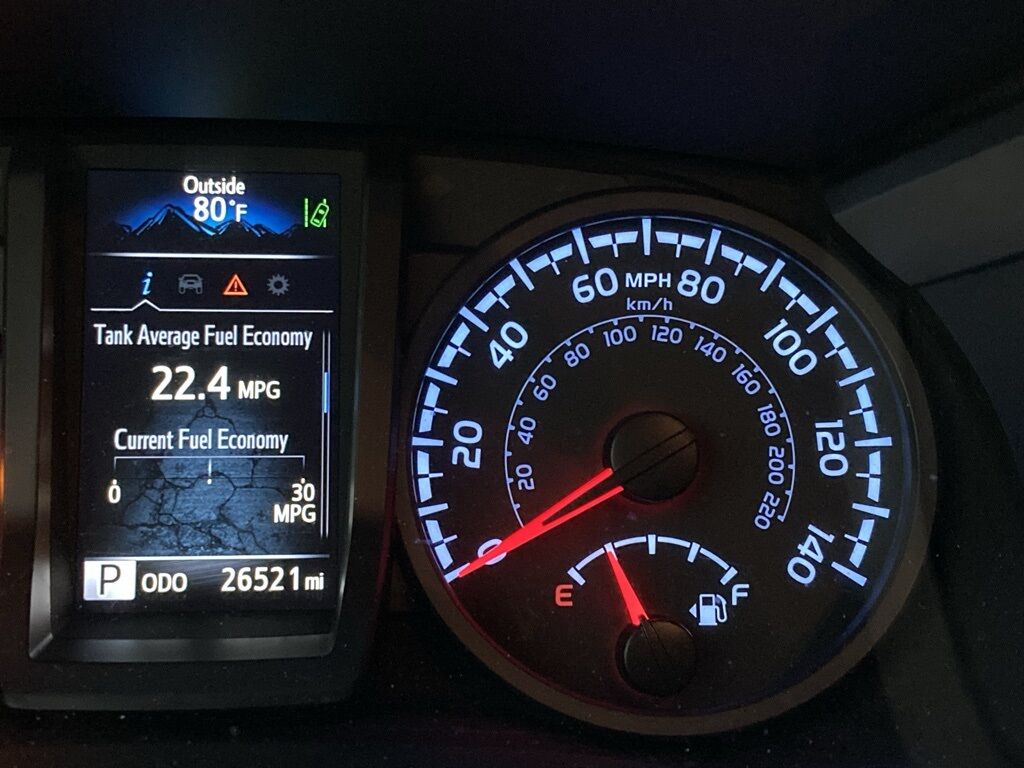 Outside
80°F
i
Tank Average Fuel Economy
22.4 MPG
Current Fuel Economy
0 30
MPG
P ODO 26521 mi
0 20 40 60 MPH 80 100 120 140
km/h
20 40 60 80 100 120 140 160 180 200 220
E F